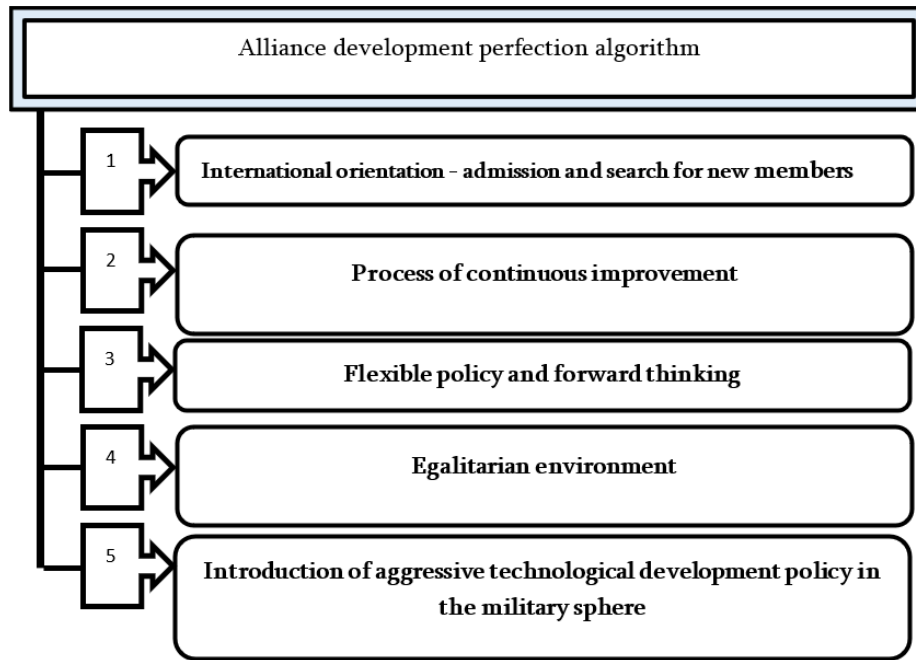 Alliance development perfection algorithm
1
International orientation - admission and search for new members
2
Process of continuous improvement
3
Flexible policy and forward thinking
4
Egalitarian environment
5
Introduction of aggressive technological development policy in
the military sphere